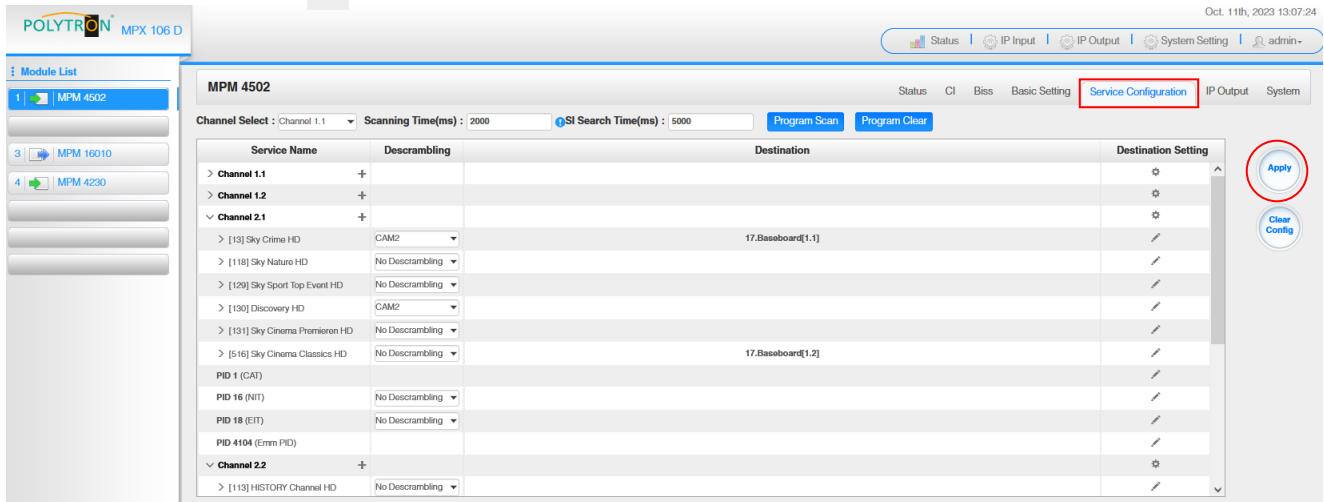 Oct. 11th, 2023 13:07:24
POLYTRON MPX 106 D
Status IP Input IP Output System Setting admin
Module List
1 MPM 4502
3 MPM 16010
4 MPM 4230
MPM 4502
Status CI Biss Basic Setting Service Configuration IP Output System
Channel Select : Channel 1.1 Scanning Time(ms) : 2000 SI Search Time(ms) : 5000 Program Scan Program Clear
Service Name Descrambling Destination Destination Setting
> Channel 1.1 +
> Channel 1.2 +
Channel 2.1 +
> [13] Sky Crime HD CAM2 17.Baseboard[1.1]
> [118] Sky Nature HD No Descrambling
> [129] Sky Sport Top Event HD No Descrambling
> [130] Discovery HD CAM2
> [131] Sky Cinema Premieren HD No Descrambling
> [516] Sky Cinema Classics HD No Descrambling 17.Baseboard[1.2]
PID 1 (CAT)
PID 16 (NIT) No Descrambling
PID 18 (EIT) No Descrambling
PID 4104 (Emm PID)
Channel 2.2 +
> [113] HISTORY Channel HD No Descrambling
Apply
Clear
Config